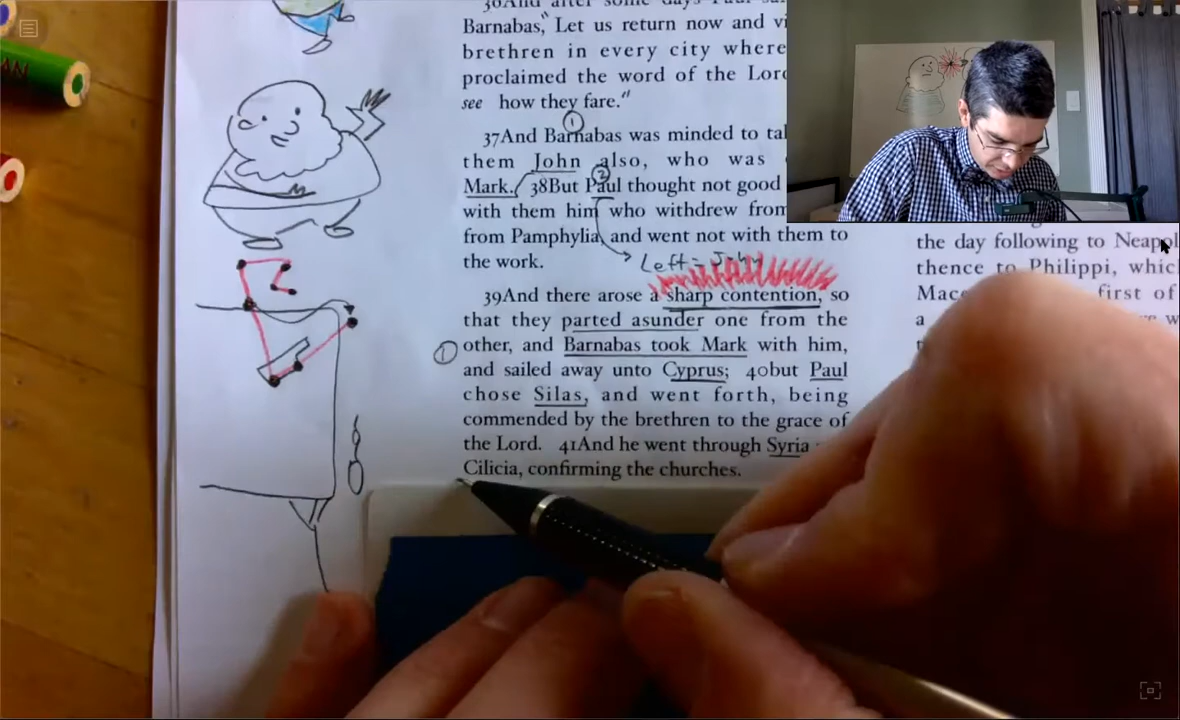 Barnabas, Let us return now and
brethren in every city where
proclaimed the word of the
see how they fare."
①
37And Barnabas was minded to
them John also, who was
②
Mark. 38But Paul thought not good
with them him who withdrew from
from Pamphylia, and went not with them to
the work.
Left = John
39And there arose a sharp contention, so
that they parted asunder one from the
①
other, and Barnabas took Mark with him,
and sailed away unto Cyprus; 40but Paul
chose Silas, and went forth, being
commended by the brethren to the grace of
the Lord. 41And he went through Syria
Cilicia, confirming the churches.
the day following to
thence to Philippi,
first of
a